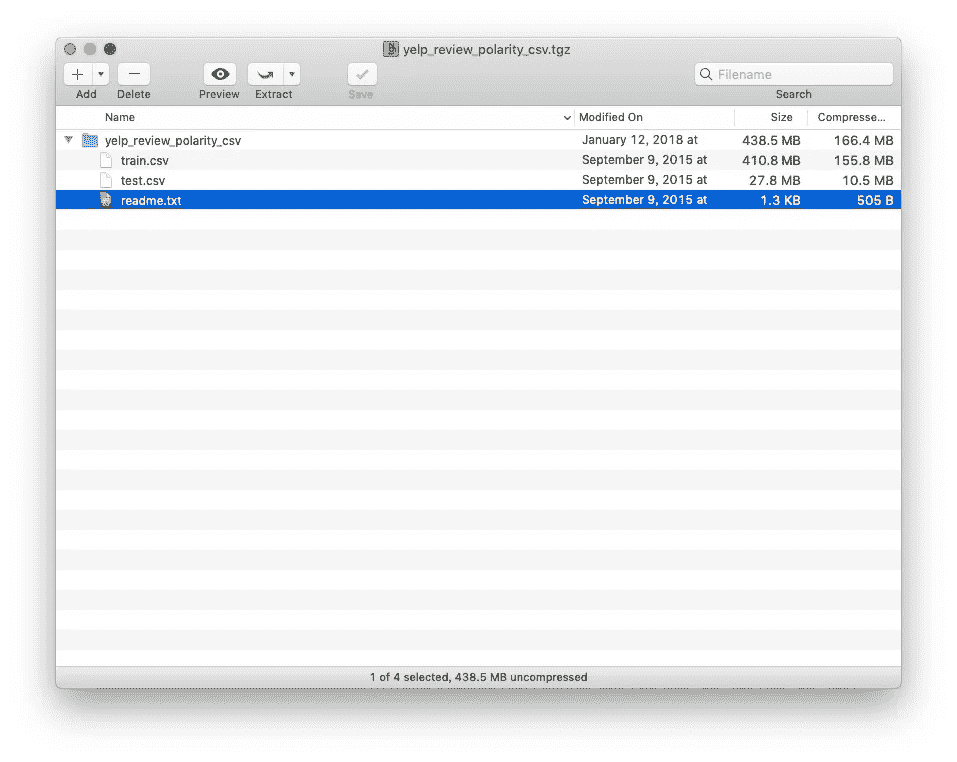 yelp_review_polarity_csv.tgz
Add Delete Preview Extract Save Filename Search
Name Modified On Size Compresse...
yelp_review_polarity_csv January 12, 2018 at 438.5 MB 166.4 MB
train.csv September 9, 2015 at 410.8 MB 155.8 MB
test.csv September 9, 2015 at 27.8 MB 10.5 MB
readme.txt September 9, 2015 at 1.3 KB 505 B
1 of 4 selected, 438.5 MB uncompressed